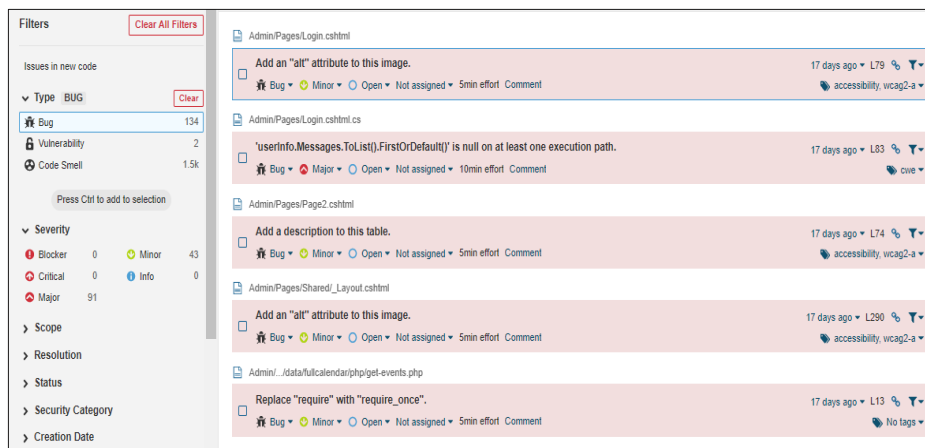 Filters
Clear All Filters
Issues in new code
Type BUG
Clear
Bug 134
Vulnerability 2
Code Smell 1.5k
Press Ctrl to add to selection
Severity
Blocker 0 Minor 43
Critical 0 Info 0
Major 91
Scope
Resolution
Status
Security Category
Creation Date
Admin/Pages/Login.cshtml
Add an "alt" attribute to this image. 17 days ago L79
Bug Minor Open Not assigned 5min effort Comment accessibility, wcag2-a
Admin/Pages/Login.cshtml.cs
'userInfo.Messages.ToList().FirstOrDefault()' is null on at least one execution path. 17 days ago L83
Bug Major Open Not assigned 10min effort Comment cwe
Admin/Pages/Page2.cshtml
Add a description to this table. 17 days ago L74
Bug Minor Open Not assigned 5min effort Comment accessibility, wcag2-a
Admin/Pages/Shared/_Layout.cshtml
Add an "alt" attribute to this image. 17 days ago L290
Bug Minor Open Not assigned 5min effort Comment accessibility, wcag2-a
Admin/.../data/fullcalendar/php/get-events.php
Replace "require" with "require_once". 17 days ago L13
Bug Minor Open Not assigned 5min effort Comment No tags